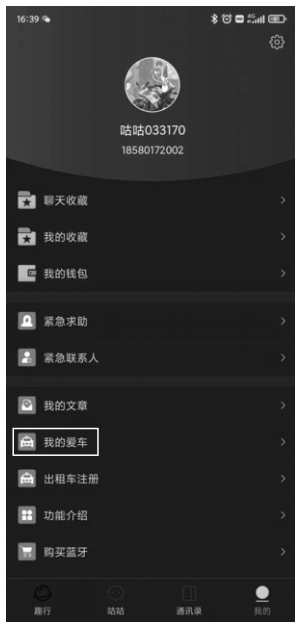 16:39
4G
咕咕033170
18580172002
聊天收藏
我的收藏
我的钱包
紧急求助
紧急联系人
我的文章
我的爱车
出租车注册
功能介绍
购买蓝牙
趣行 咕咕 通讯录 我的